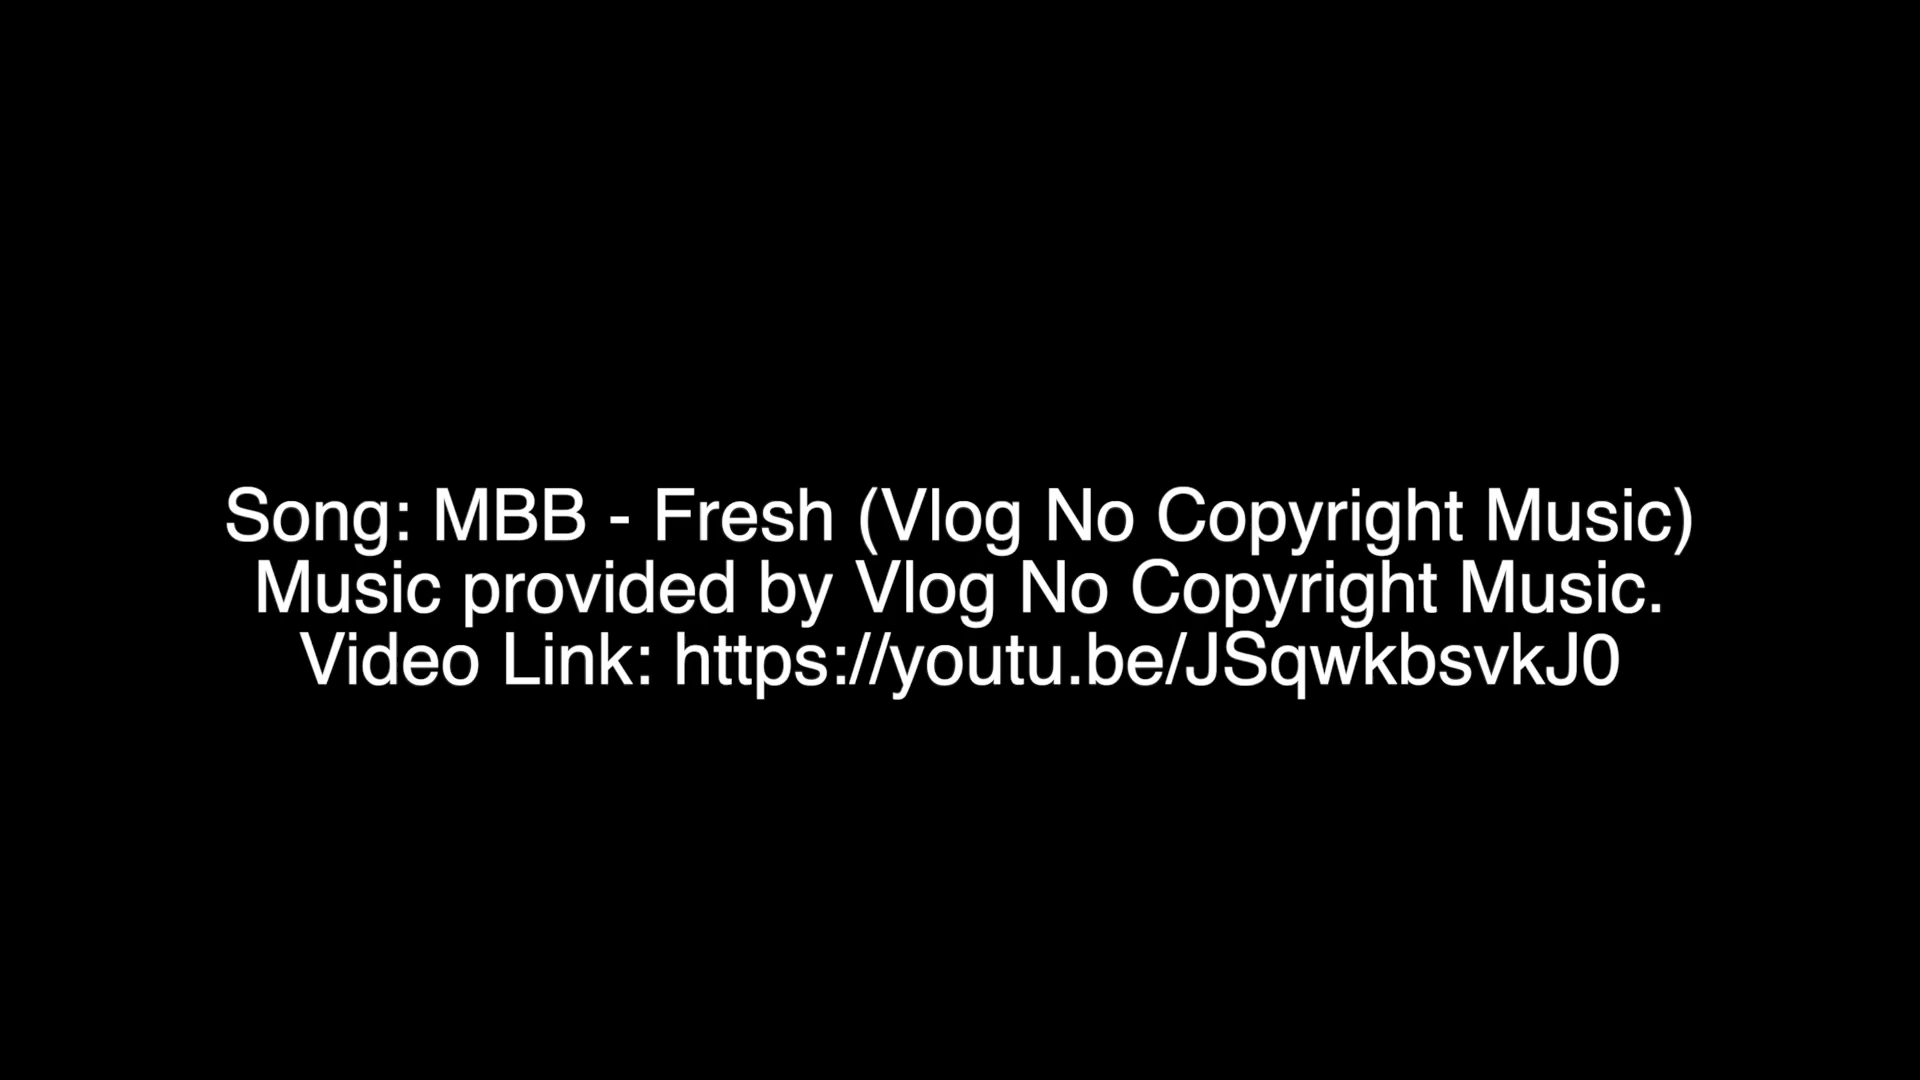 Song: MBB - Fresh (Vlog No Copyright Music)
Music provided by Vlog No Copyright Music.
Video Link: https://youtu.be/JSqwkbsvkJ0